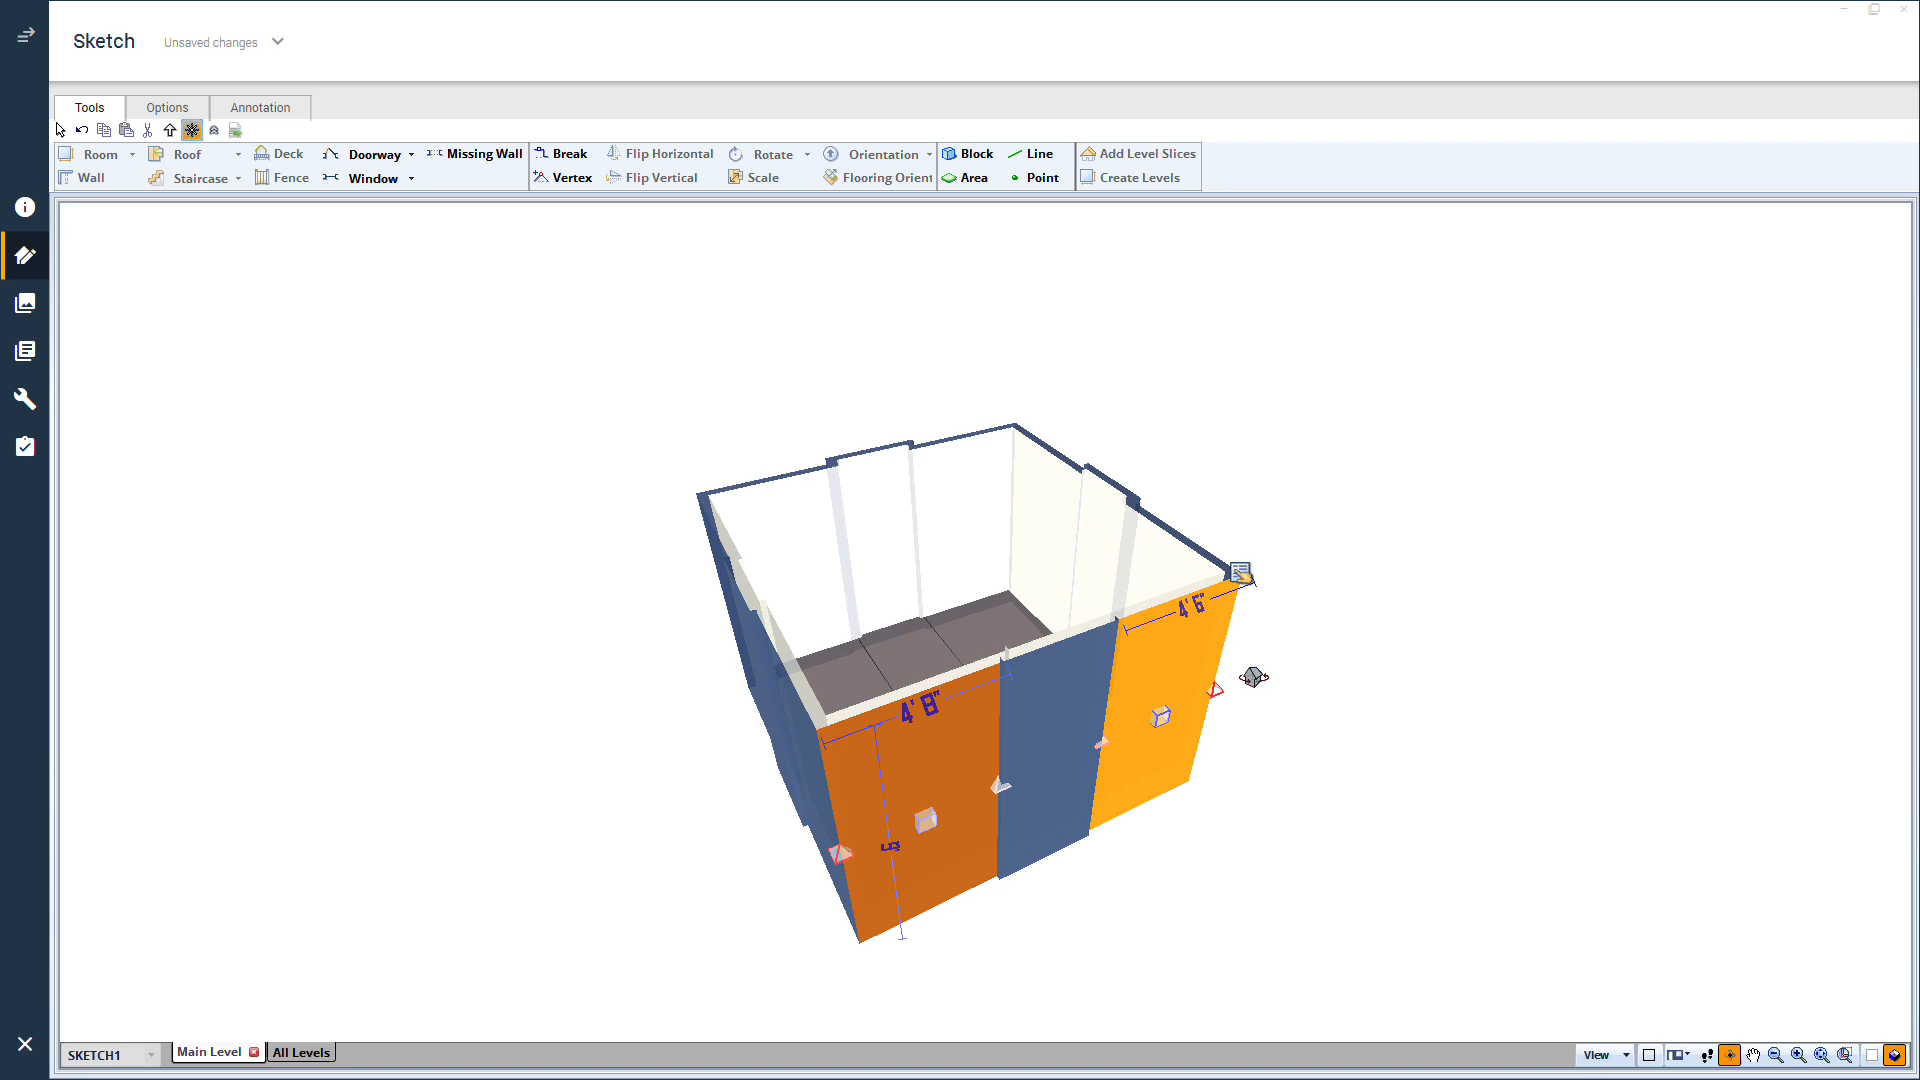 Sketch
Unsaved changes
Tools
Options
Annotation
Room
Roof
Deck
Doorway
Missing Wall
Break
Flip Horizontal
Rotate
Orientation
Block
Line
Add Level Slices
Wall
Staircase
Fence
Window
Vertex
Flip Vertical
Scale
Flooring Orient
Area
Point
Create Levels
4' 6"
4' 8"
SKETCH1
Main Level
All Levels
View